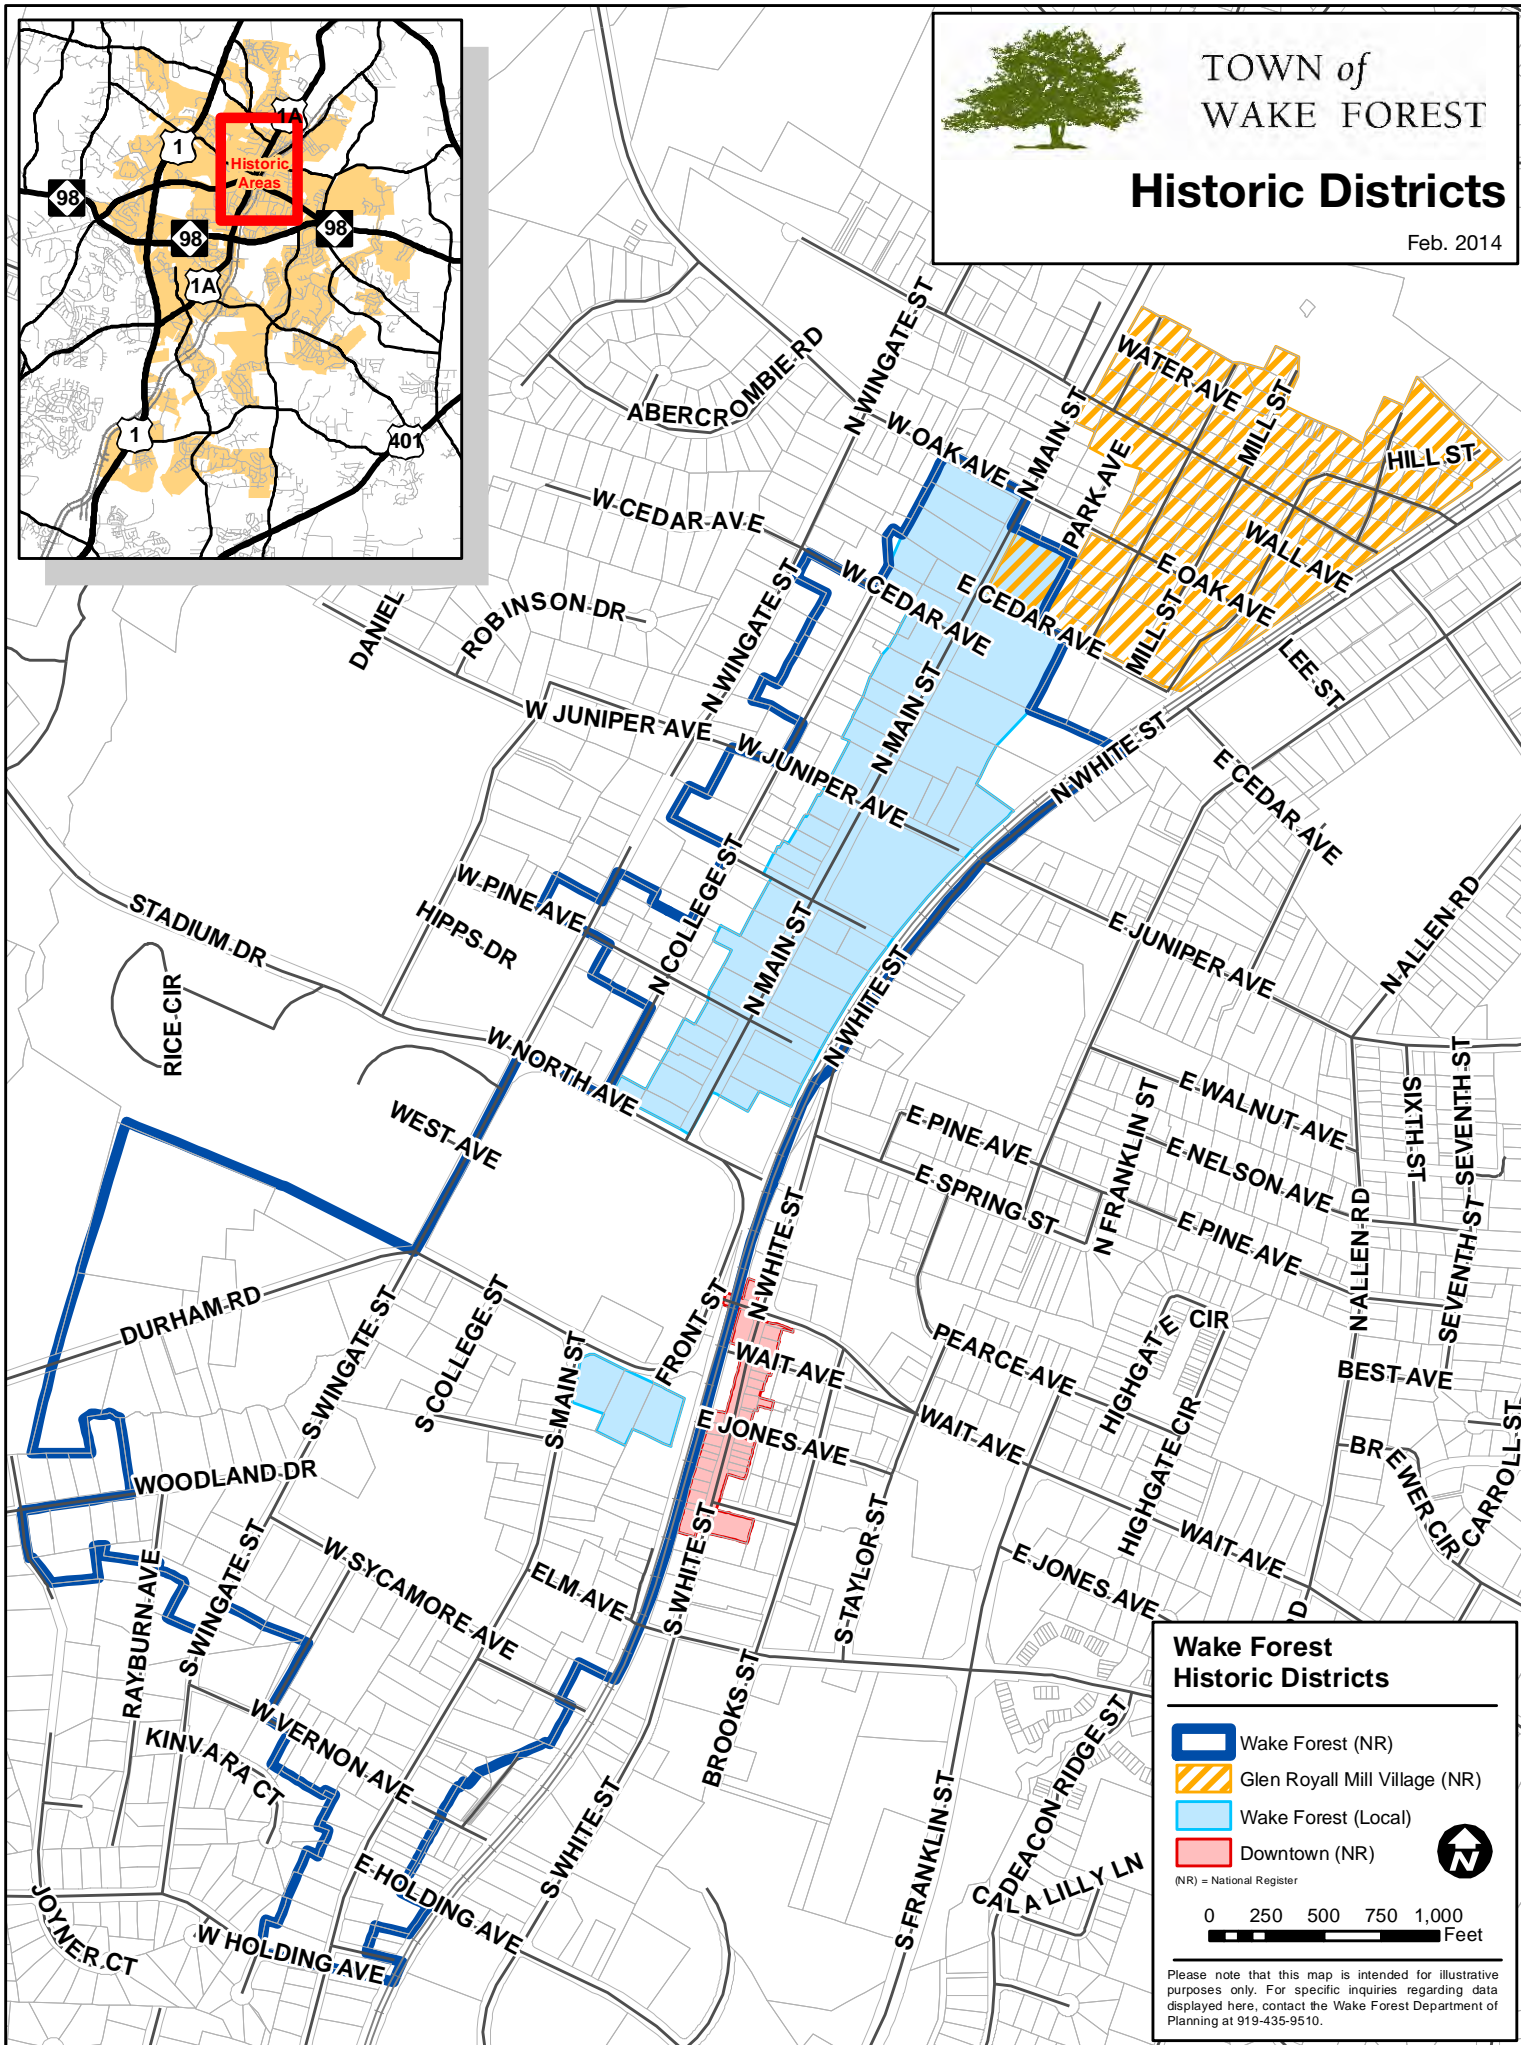 TOWN of
WAKE FOREST
Historic Districts
Feb. 2014
1A
1
Historic
Areas
98
98
98
1A
1
401
WATER AVE
MILL ST
HILL ST
N WINGATE ST
ABERCROMBIE RD
W OAK AVE
N MAIN ST
PARK AVE
W CEDAR AVE
WALL AVE
E OAK AVE
W CEDAR AVE
E CEDAR AVE
MILL ST
LEE ST
DANIEL
ROBINSON DR
N WINGATE ST
N MAIN ST
W JUNIPER AVE
W JUNIPER AVE
N WHITE ST
E CEDAR AVE
W PINE AVE
N COLLEGE ST
STADIUM DR
HIPPS DR
N MAIN ST
E JUNIPER AVE
N ALLEN RD
RICE CIR
N WHITE ST
W NORTH AVE
WEST AVE
E WALNUT AVE
SIXTH ST
SEVENTH ST
E PINE AVE
N FRANKLIN ST
E NELSON AVE
E SPRING ST
E PINE AVE
N ALLEN RD
SEVENTH ST
N WHITE ST
DURHAM RD
S WINGATE ST
S COLLEGE ST
S MAIN ST
FRONT ST
WAIT AVE
PEARCE AVE
HIGHGATE CIR
E CIR
BEST AVE
E JONES AVE
WAIT AVE
HIGHGATE CIR
BREWER CIR
CARROLL ST
WOODLAND DR
S WINGATE ST
W SYCAMORE AVE
ELM AVE
S WHITE ST
S TAYLOR ST
E JONES AVE
WAIT AVE
RD
RAYBURN AVE
W VERNON AVE
KINVARA CT
BROOKS ST
DEACON RIDGE ST
S WHITE ST
S FRANKLIN ST
CALA LILLY LN
E HOLDING AVE
W HOLDING AVE
JOYNER CT
Wake Forest
Historic Districts
Wake Forest (NR)
Glen Royall Mill Village (NR)
Wake Forest (Local)
Downtown (NR)
(NR) = National Register
N
0 250 500 750 1,000
Feet
Please note that this map is intended for illustrative
purposes only. For specific inquiries regarding data
displayed here, contact the Wake Forest Department of
Planning at 919-435-9510.